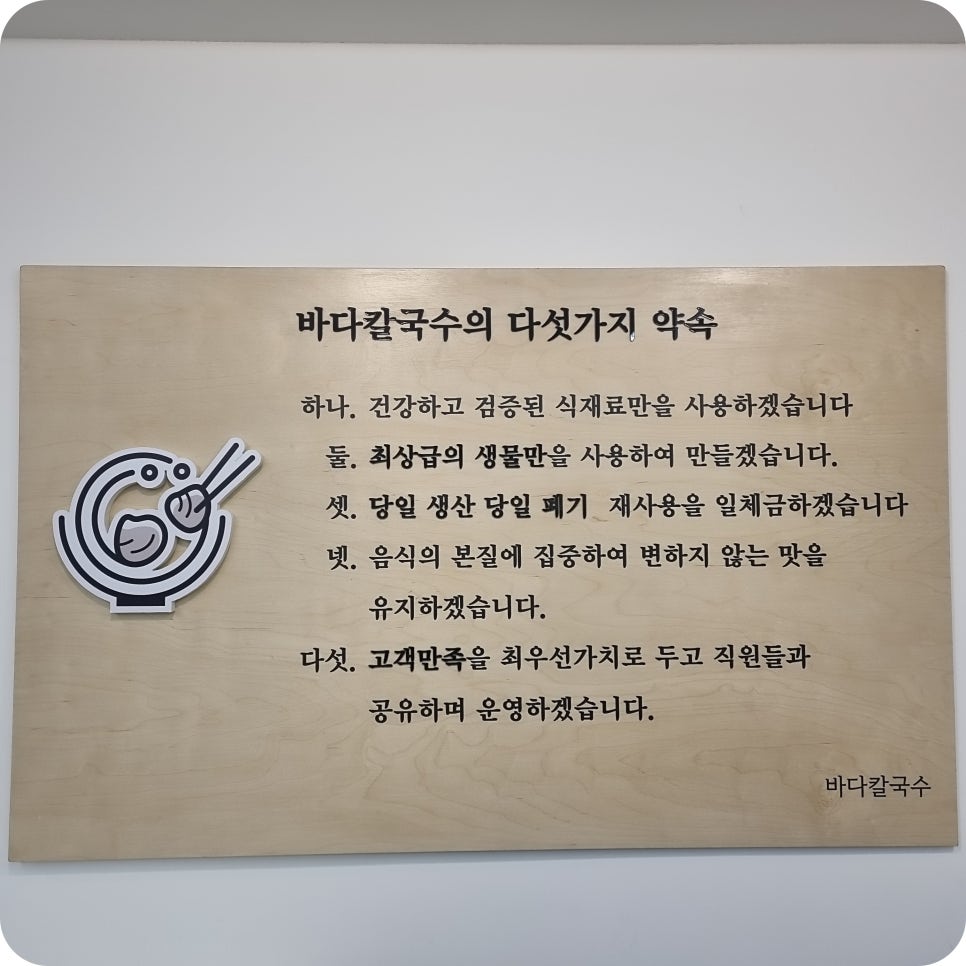 바다칼국수의 다섯가지 약속
하나. 건강하고 검증된 식재료만을 사용하겠습니다
둘. 최상급의 생물만을 사용하여 만들겠습니다.
셋. 당일 생산 당일 폐기 재사용을 일체금하겠습니다
넷. 음식의 본질에 집중하여 변하지 않는 맛을
유지하겠습니다.
다섯. 고객만족을 최우선가치로 두고 직원들과
공유하며 운영하겠습니다.
바다칼국수